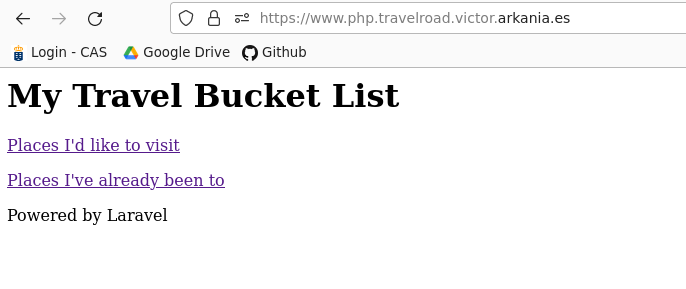 https://www.php.travelroad.victor.arkania.es
Login - CAS Google Drive Github
My Travel Bucket List
Places I'd like to visit
Places I've already been to
Powered by Laravel